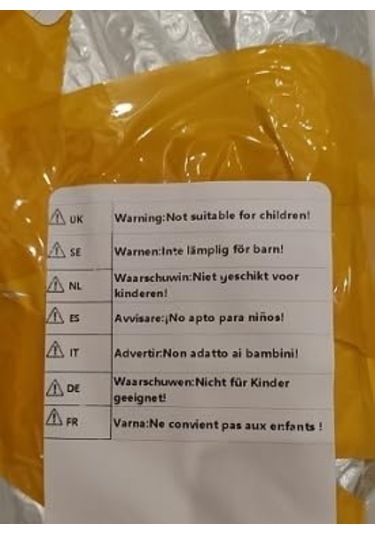 UK Warning:Not suitable for children!
SE Warnen:Inte lämplig för barn!
NL Waarschuwin:Niet geschikt voor
kinderen!
ES Avvisare:¡No apto para niños!
IT Advertir:Non adatto ai bambini!
DE Waarschuwen:Nicht für Kinder
geeignet!
FR Varna:Ne convient pas aux enfants !